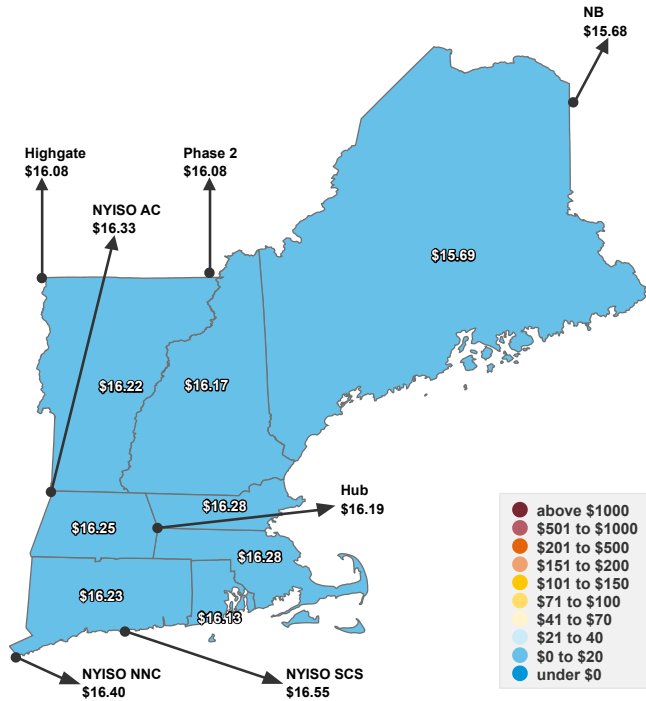 NB
$15.68
Highgate
$16.08
Phase 2
$16.08
NYISO AC
$16.33
$15.69
$16.22
$16.17
Hub
$16.19
$16.28
$16.25
$16.28
$16.23
$16.13
NYISO NNC
$16.40
NYISO SCS
$16.55
above $1000
$501 to $1000
$201 to $500
$151 to $200
$101 to $150
$71 to $100
$41 to $70
$21 to 40
$0 to $20
under $0